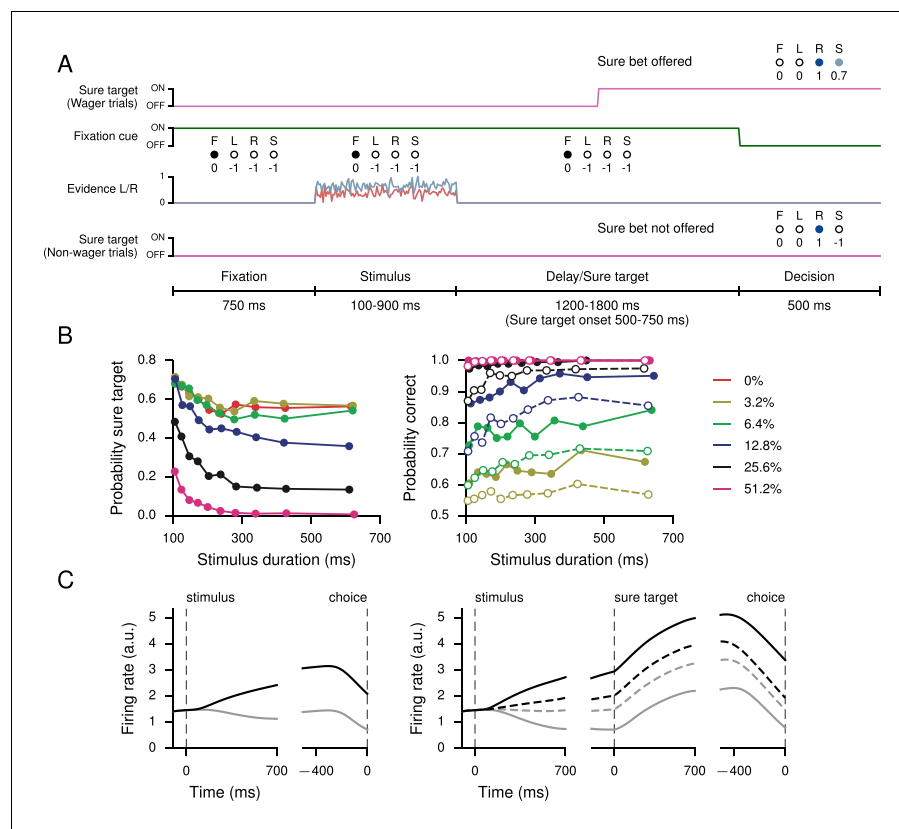 A
Sure bet offered
F L R S
0 0 1 0.7
Sure target
(Wager trials)
ON
OFF
Fixation cue
ON
OFF
F L R S
0 -1 -1 -1
F L R S
0 -1 -1 -1
F L R S
0 -1 -1 -1
Evidence L/R
1
0
Sure bet not offered
F L R S
0 0 1 -1
Sure target
(Non-wager trials)
ON
OFF
Fixation Stimulus Delay/Sure target Decision
750 ms 100-900 ms 1200-1800 ms 500 ms
(Sure target onset 500-750 ms)
B
Probability sure target
0.8
0.6
0.4
0.2
0.0
100 300 500 700
Stimulus duration (ms)
Probability correct
1.0
0.9
0.8
0.7
0.6
0.5
100 300 500 700
Stimulus duration (ms)
0%
3.2%
6.4%
12.8%
25.6%
51.2%
C
stimulus choice
Firing rate (a.u.)
5
4
3
2
1
0
0 700 −400 0
Time (ms)
stimulus sure target choice
Firing rate (a.u.)
5
4
3
2
1
0
0 700 0 700 −400 0
Time (ms)